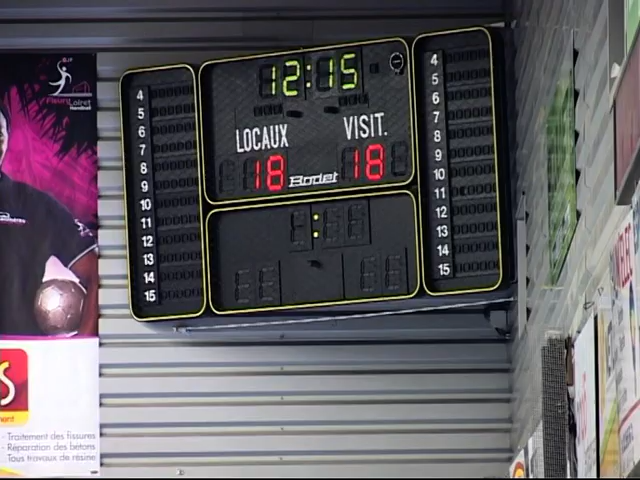 12:15
LOCAUX VISIT.
18 Bodet 18
4 4
5 5
6 6
7 7
8 8
9 9
10 10
11 11
12 12
13 13
14 14
15 15
Fleury Loiret
Handball
S
- Traitement des fissures
- Réparation des bétons
- Tous travaux de résine